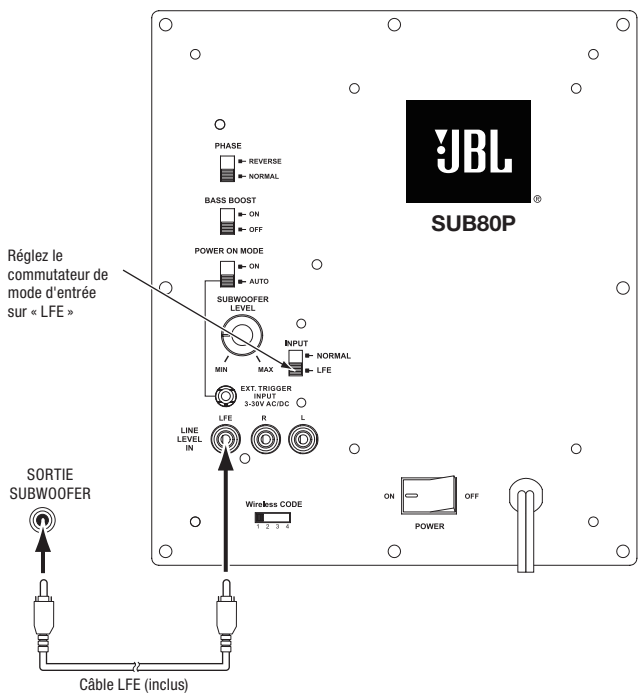 JBL
®
SUB80P
PHASE
REVERSE
NORMAL
BASS BOOST
ON
OFF
POWER ON MODE
ON
AUTO
Réglez le
commutateur de
mode d'entrée
sur « LFE »
SUBWOOFER
LEVEL
MIN
MAX
INPUT
NORMAL
LFE
EXT. TRIGGER
INPUT
3-30V AC/DC
LINE
LEVEL
IN
LFE
R
L
SORTIE
SUBWOOFER
Wireless CODE
1 2 3 4
ON
OFF
POWER
Câble LFE (inclus)